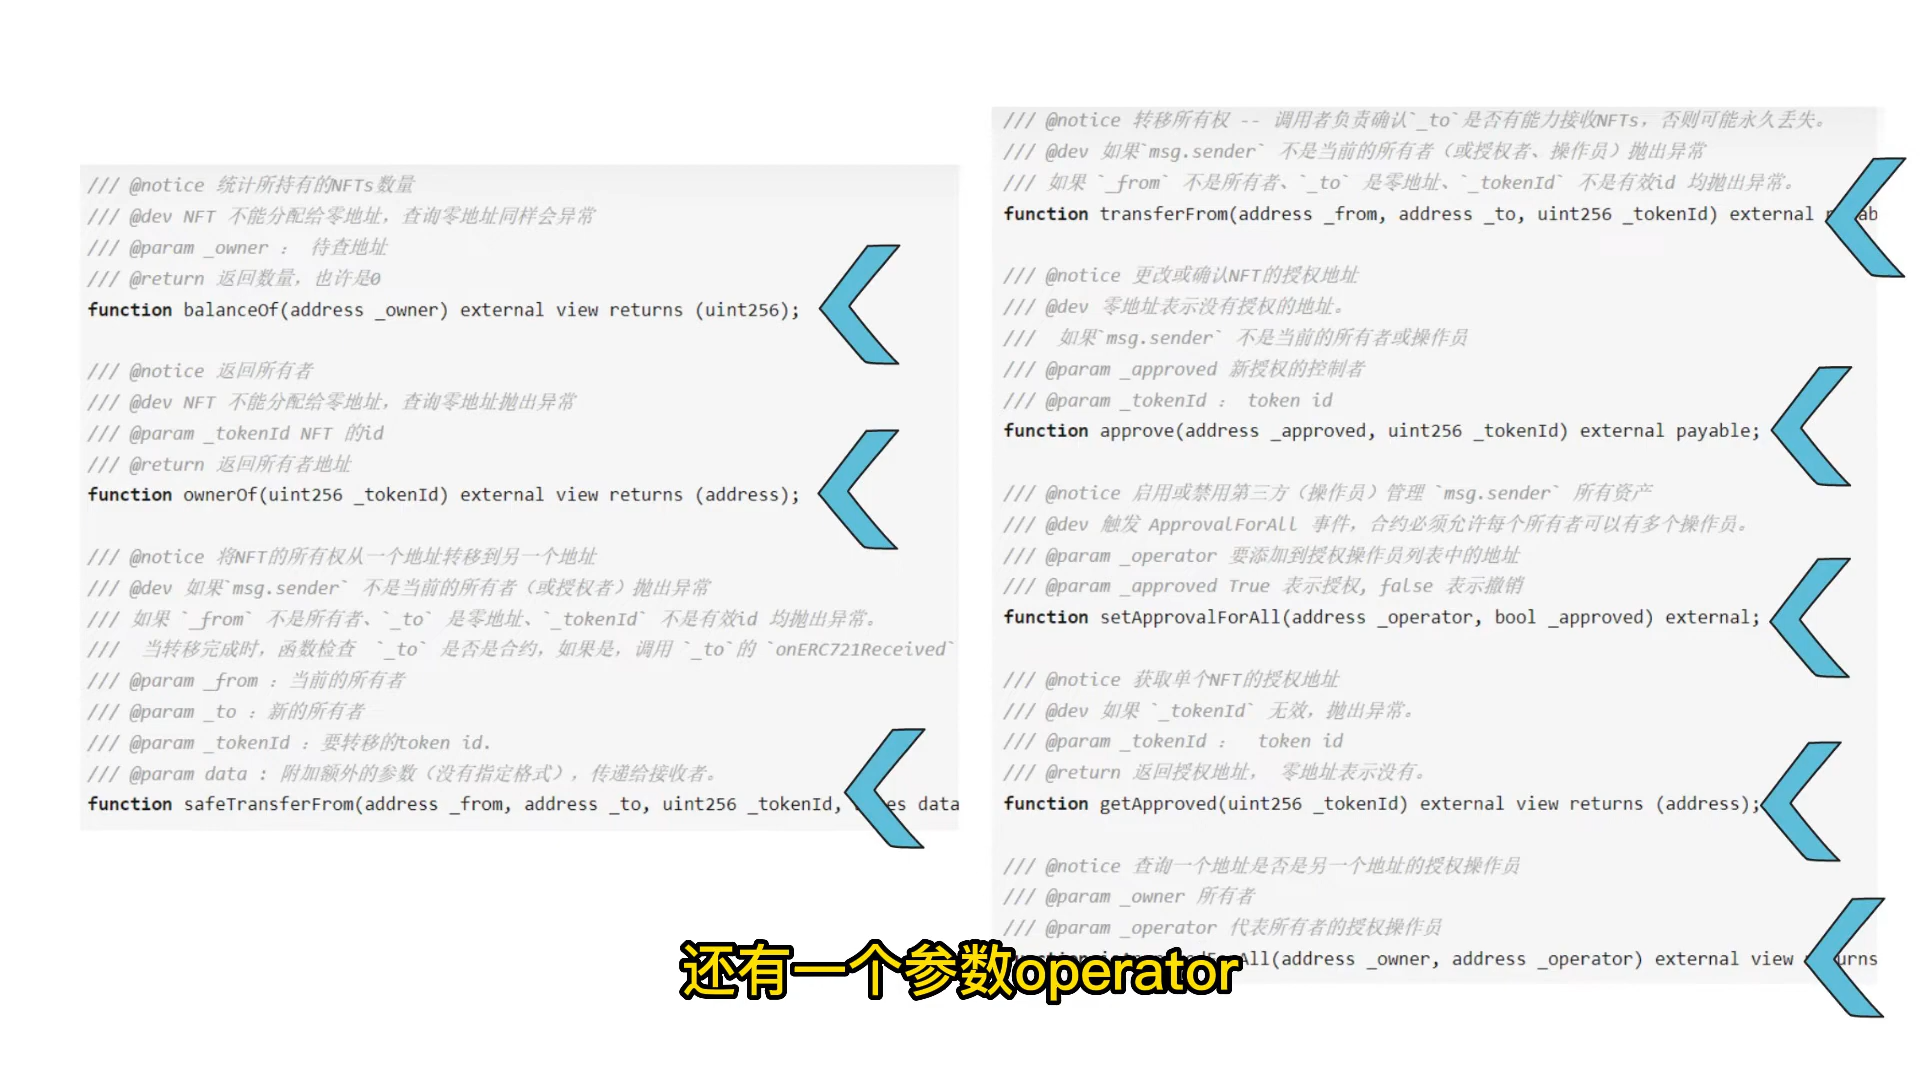 /// @notice 统计所持有的NFTs数量
/// @dev NFT 不能分配给零地址，查询零地址同样会异常
/// @param _owner ： 待查地址
/// @return 返回数量，也许是0
function balanceOf(address _owner) external view returns (uint256);
/// @notice 返回所有者
/// @dev NFT 不能分配给零地址，查询零地址抛出异常
/// @param _tokenId NFT 的id
/// @return 返回所有者地址
function ownerOf(uint256 _tokenId) external view returns (address);
/// @notice 将NFT的所有权从一个地址转移到另一个地址
/// @dev 如果`msg.sender` 不是当前的所有者（或授权者）抛出异常
/// 如果 `_from` 不是所有者、`_to` 是零地址、`_tokenId` 不是有效id 均抛出异常。
/// 当转移完成时，函数检查 `_to` 是否是合约，如果是，调用 `_to`的 `onERC721Received`
/// @param _from ：当前的所有者
/// @param _to ：新的所有者
/// @param _tokenId ：要转移的token id.
/// @param data : 附加额外的参数（没有指定格式），传递给接收者。
function safeTransferFrom(address _from, address _to, uint256 _tokenId, data
/// @notice 转移所有权 -- 调用者负责确认`_to`是否有能力接收NFTs，否则可能永久丢失。
/// @dev 如果`msg.sender` 不是当前的所有者（或授权者、操作员）抛出异常
/// 如果 `_from` 不是所有者、`_to` 是零地址、`_tokenId` 不是有效id 均抛出异常。
function transferFrom(address _from, address _to, uint256 _tokenId) external
/// @notice 更改或确认NFT的授权地址
/// @dev 零地址表示没有授权的地址。
/// 如果`msg.sender` 不是当前的所有者或操作员
/// @param _approved 新授权的控制者
/// @param _tokenId ： token id
function approve(address _approved, uint256 _tokenId) external payable;
/// @notice 启用或禁用第三方（操作员）管理 `msg.sender` 所有资产
/// @dev 触发 ApprovalForAll 事件，合约必须允许每个所有者可以有多个操作员。
/// @param _operator 要添加到授权操作员列表中的地址
/// @param _approved True 表示授权, false 表示撤销
function setApprovalForAll(address _operator, bool _approved) external;
/// @notice 获取单个NFT的授权地址
/// @dev 如果 `_tokenId` 无效，抛出异常。
/// @param _tokenId ： token id
/// @return 返回授权地址， 零地址表示没有。
function getApproved(uint256 _tokenId) external view returns (address);
/// @notice 查询一个地址是否是另一个地址的授权操作员
/// @param _owner 所有者
/// @param _operator 代表所有者的授权操作员
All(address _owner, address _operator) external view
还有一个参数operator